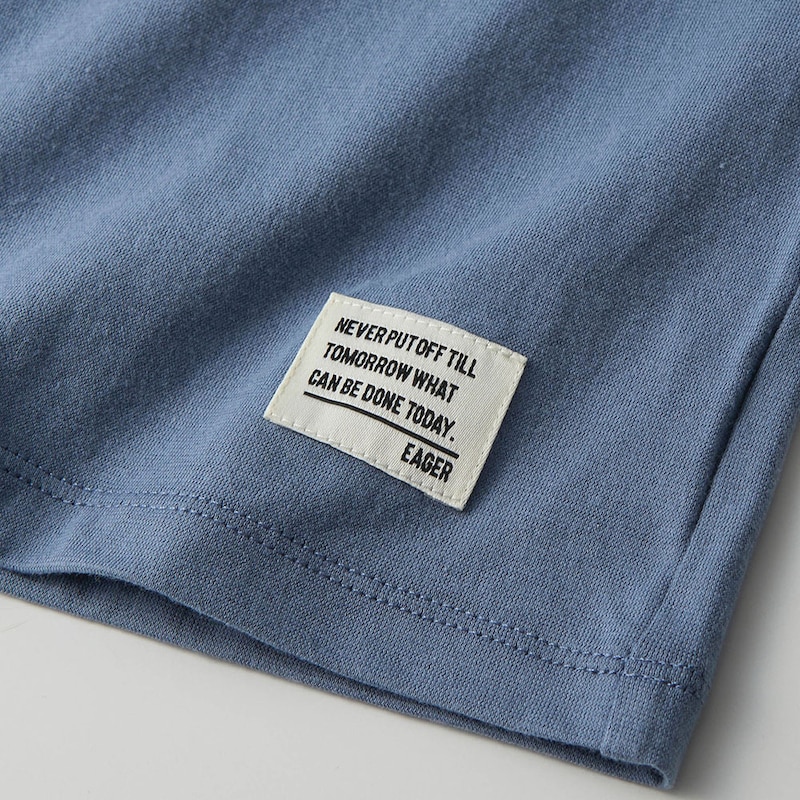 NEVER PUT OFF TILL
TOMORROW WHAT
CAN BE DONE TODAY.
EAGER